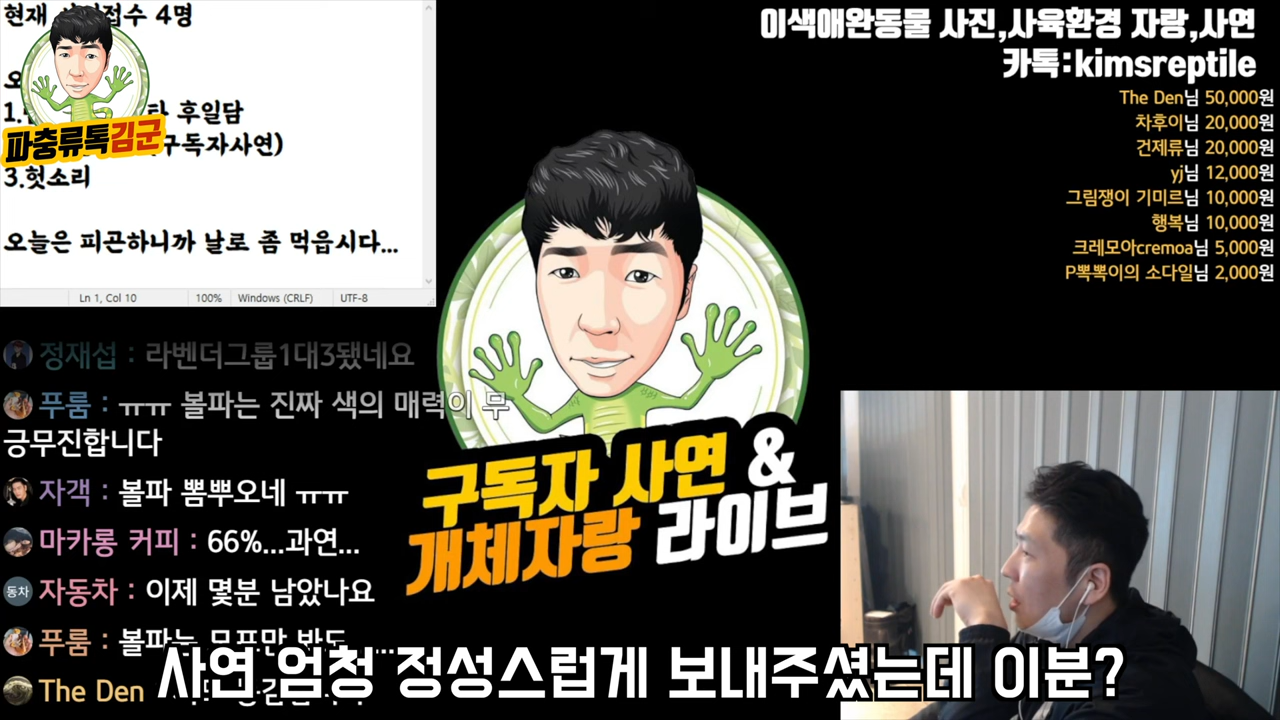 현재 접수 4명
1. 후일담
구독자사연)
3.헛소리
오늘은 피곤하니까 날로 좀 먹읍시다...
Ln 1, Col 10 100% Windows (CRLF) UTF-8
파충류톡김군
이색애완동물 사진,사육환경 자랑,사연
카톡:kimsreptile
The Den님 50,000원
차후이님 20,000원
건제류님 20,000원
yj님 12,000원
그림쟁이 기미르님 10,000원
행복님 10,000원
크레모아cremoa님 5,000원
P뽁뽁이의 소다일님 2,000원
정재섭 : 라벤더그룹1대3됐네요
푸룸 : ㅠㅠ 볼파는 진짜 색의 매력이 무
긍무진합니다
자객 : 볼파 뽐뿌오네 ㅠㅠ
마카롱 커피 : 66%...과연...
동차 자동차 : 이제 몇분 남았나요
푸룸 : 볼파는
The Den
구독자 사연 &
개체자랑 라이브
사연 엄청 정성스럽게 보내주셨는데 이분?